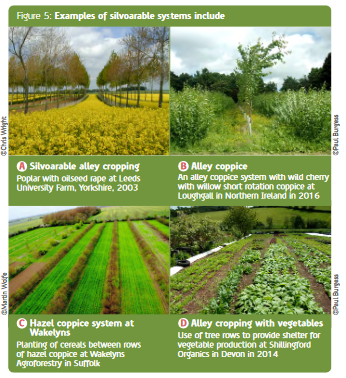 Figure 5: Examples of silvoarable systems include
©Chris Wright
©Paul Burgess
A Silvoarable alley cropping
Poplar with oilseed rape at Leeds
University Farm, Yorkshire, 2003
B Alley coppice
An alley coppice system with wild cherry
with willow short rotation coppice at
Loughgall in Northern Ireland in 2016
©Martin Wolfe
©Paul Burgess
C Hazel coppice system at
Wakelyns
Planting of cereals between rows
of hazel coppice at Wakelyns
Agroforestry in Suffolk
D Alley cropping with vegetables
Use of tree rows to provide shelter for
vegetable production at Shillingford
Organics in Devon in 2014